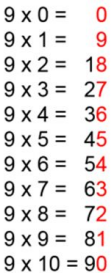 9 x 0 = 0
9 x 1 = 9
9 x 2 = 18
9 x 3 = 27
9 x 4 = 36
9 x 5 = 45
9 x 6 = 54
9 x 7 = 63
9 x 8 = 72
9 x 9 = 81
9 x 10 = 90